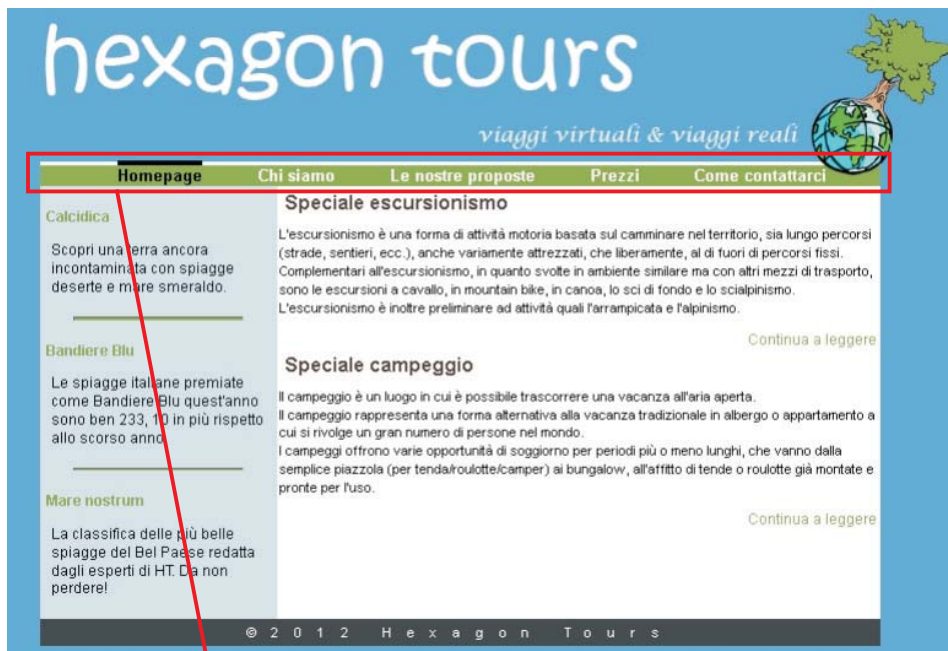 hexagon tours
viaggi virtuali & viaggi reali
Homepage Chi siamo Le nostre proposte Prezzi Come contattarci
Calcidica
Scopri una terra ancora
incontaminata con spiagge
deserte e mare smeraldo.
Bandiere Blu
Le spiagge italiane premiate
come Bandiere Blu quest'anno
sono ben 233, 10 in più rispetto
allo scorso anno
Mare nostrum
La classifica delle più belle
spiagge del Bel Paese redatta
dagli esperti di HT. Da non
perdere!
Speciale escursionismo
L'escursionismo è una forma di attività motoria basata sul camminare nel territorio, sia lungo percorsi
(strade, sentieri, ecc.), anche variamente attrezzati, che liberamente, al di fuori di percorsi fissi.
Complementari all'escursionismo, in quanto svolte in ambiente similare ma con altri mezzi di trasporto,
sono le escursioni a cavallo, in mountain bike, in canoa, lo sci di fondo e lo scialpinismo.
L'escursionismo è inoltre preliminare ad attività quali l'arrampicata e l'alpinismo.
Continua a leggere
Speciale campeggio
Il campeggio è un luogo in cui è possibile trascorrere una vacanza all'aria aperta.
Il campeggio rappresenta una forma alternativa alla vacanza tradizionale in albergo o appartamento a
cui si rivolge un gran numero di persone nel mondo.
I campeggi offrono varie opportunità di soggiorno per periodi più o meno lunghi, che vanno dalla
semplice piazzola (per tenda/roulotte/camper) ai bungalow, all'affitto di tende o roulotte già montate e
pronte per l'uso.
Continua a leggere
©2012 Hexagon Tours